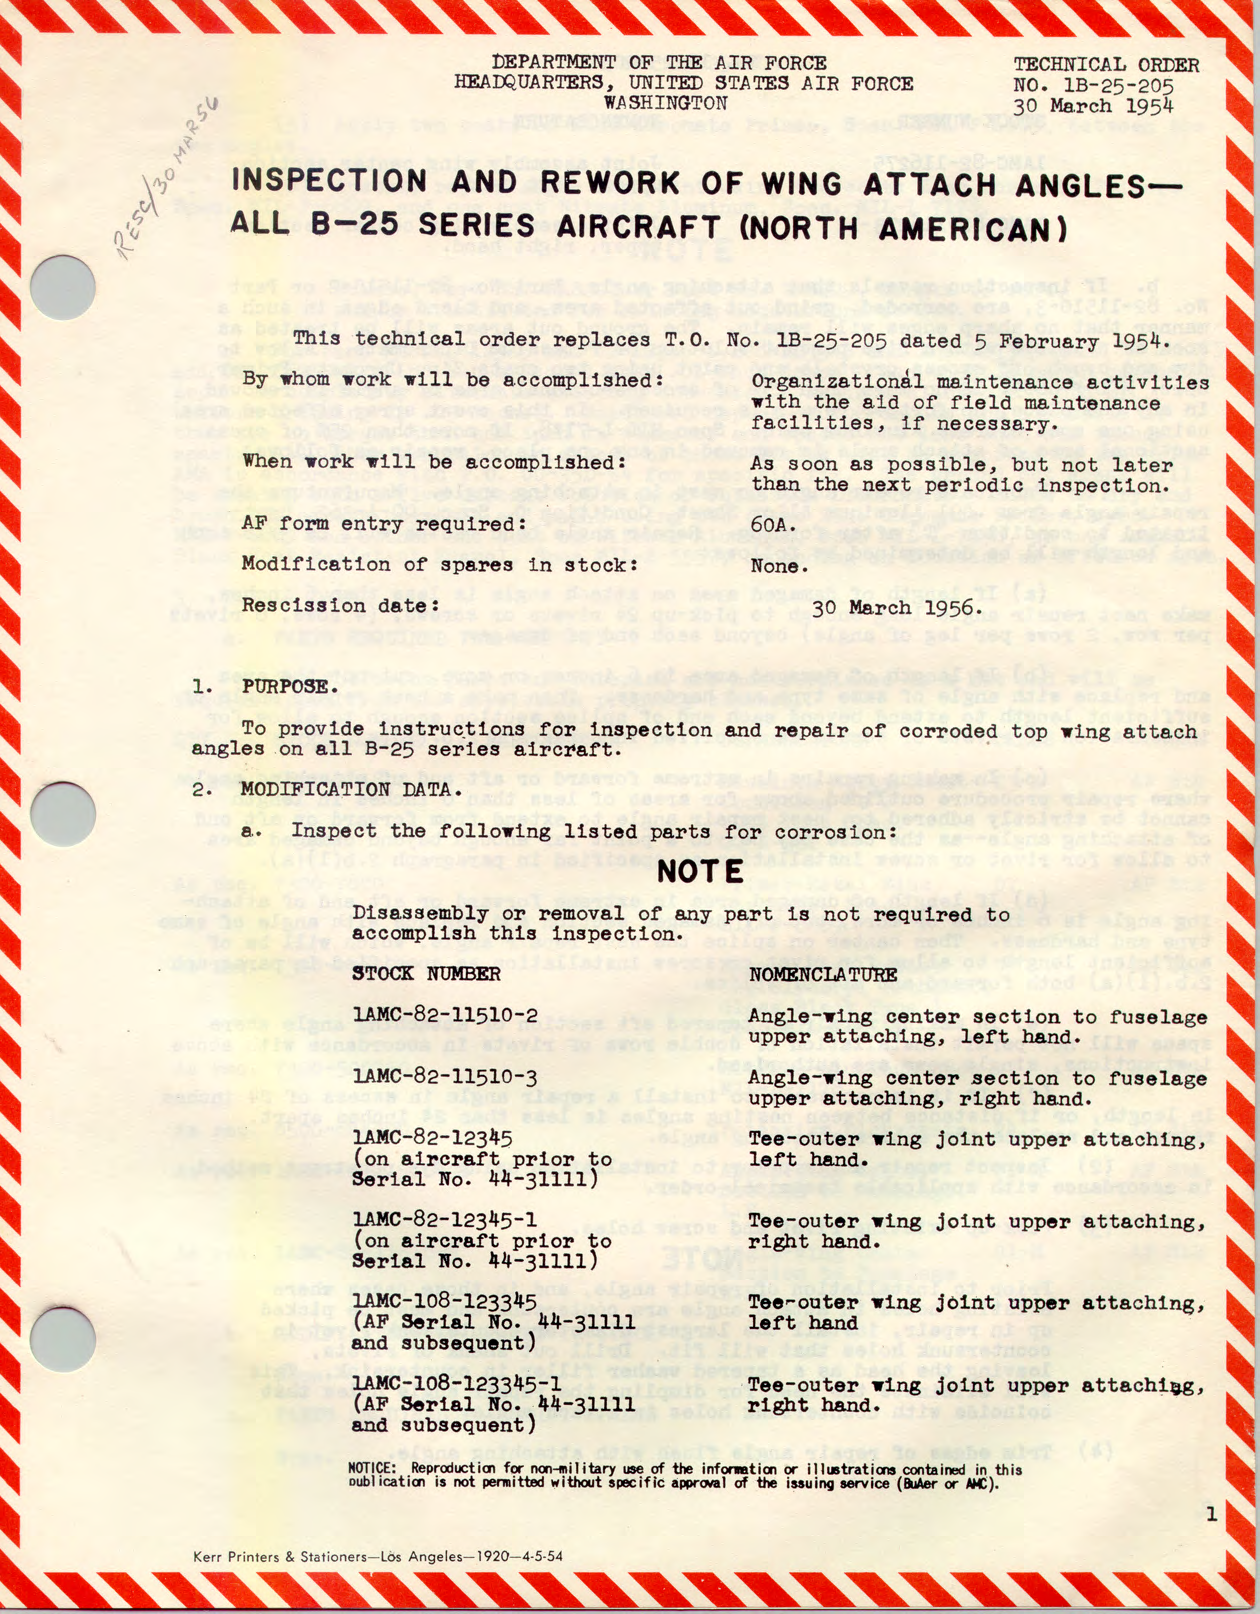 DEPARTMENT OF THE AIR FORCE
HEADQUARTERS, UNITED STATES AIR FORCE
WASHINGTON
TECHNICAL ORDER
NO. 1B-25-205
30 March 1954
RESC/30 MAR 56
INSPECTION AND REWORK OF WING ATTACH ANGLES—
ALL B—25 SERIES AIRCRAFT (NORTH AMERICAN)
This technical order replaces T.O. No. 1B-25-205 dated 5 February 1954.
By whom work will be accomplished: Organizational maintenance activities
with the aid of field maintenance
facilities, if necessary.
When work will be accomplished: As soon as possible, but not later
than the next periodic inspection.
AF form entry required: 60A.
Modification of spares in stock: None.
Rescission date: 30 March 1956.
1. PURPOSE.
To provide instructions for inspection and repair of corroded top wing attach
angles on all B-25 series aircraft.
2. MODIFICATION DATA.
a. Inspect the following listed parts for corrosion:
NOTE
Disassembly or removal of any part is not required to
accomplish this inspection.
STOCK NUMBER NOMENCLATURE
1AMC-82-11510-2 Angle-wing center section to fuselage
upper attaching, left hand.
1AMC-82-11510-3 Angle-wing center section to fuselage
upper attaching, right hand.
1AMC-82-12345 Tee-outer wing joint upper attaching,
(on aircraft prior to left hand.
Serial No. 44-31111)
1AMC-82-12345-1 Tee-outer wing joint upper attaching,
(on aircraft prior to right hand.
Serial No. 44-31111)
1AMC-108-123345 Tee-outer wing joint upper attaching,
(AF Serial No. 44-31111 left hand
and subsequent)
1AMC-108-123345-1 Tee-outer wing joint upper attaching,
(AF Serial No. 44-31111 right hand.
and subsequent)
NOTICE: Reproduction for non-military use of the information or illustrations contained in this
publication is not permitted without specific approval of the issuing service (BuAer or AMC).
1
Kerr Printers & Stationers—Los Angeles—1920—4-5-54